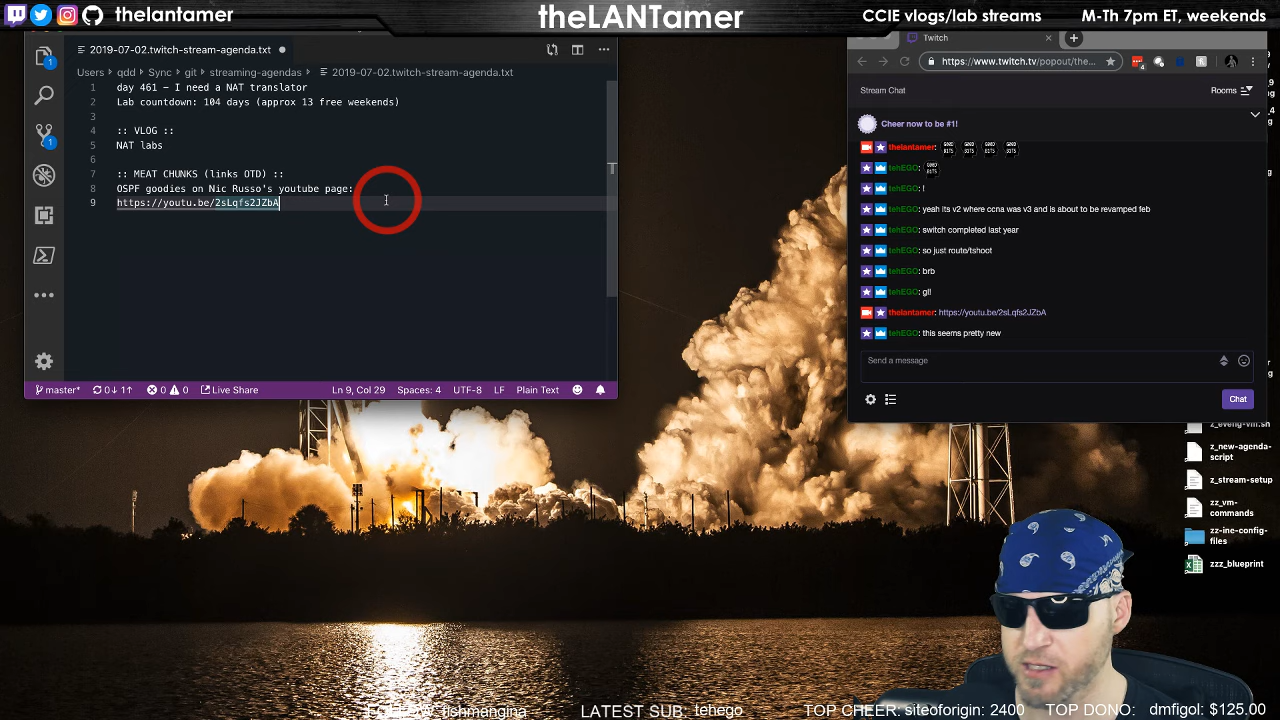 thelantamer
theLANTamer
CCIE vlogs/lab streams
M-Th 7pm ET, weekends
2019-07-02.twitch-stream-agenda.txt
Users > qdd > Sync > git > streaming-agendas > 2019-07-02.twitch-stream-agenda.txt
1 day 461 – I need a NAT translator
2 Lab countdown: 104 days (approx 13 free weekends)
3
4 :: VLOG ::
5 NAT labs
6
7 :: MEAT (links OTD) ::
8 OSPF goodies on Nic Russo's youtube page:
9 https://youtu.be/2sLqfs2JZbA
master* 0↓ 1↑ 0 0 Live Share Ln 9, Col 29 Spaces: 4 UTF-8 LF Plain Text
Twitch
https://www.twitch.tv/popout/the...
Stream Chat
Rooms
Cheer now to be #1!
thelantamer:
tehEGO:
tehEGO: !
tehEGO: yeah its v2 where ccna was v3 and is about to be revamped feb
tehEGO: switch completed last year
tehEGO: so just route/tshoot
tehEGO: brb
tehEGO: gl!
thelantamer: https://youtu.be/2sLqfs2JZbA
tehEGO: this seems pretty new
Send a message
Chat
z_new-agenda-script
z_stream-setup
zz_vm-commands
zz-ine-config-files
zzz_blueprint
LATEST SUB: tehego
TOP CHEER: siteoforigin: 2400
TOP DONO: dmfigol: $125.00